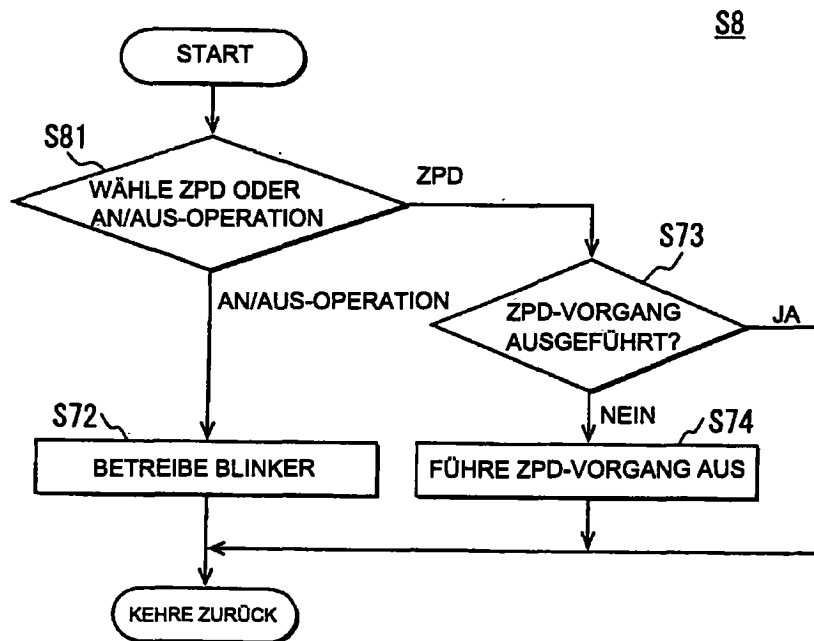 S8
START
S81
WÄHLE ZPD ODER
AN/AUS-OPERATION
ZPD
S73
AN/AUS-OPERATION
ZPD-VORGANG
AUSGEFÜHRT?
JA
S72
NEIN
S74
BETREIBE BLINKER
FÜHRE ZPD-VORGANG AUS
KEHRE ZURÜCK